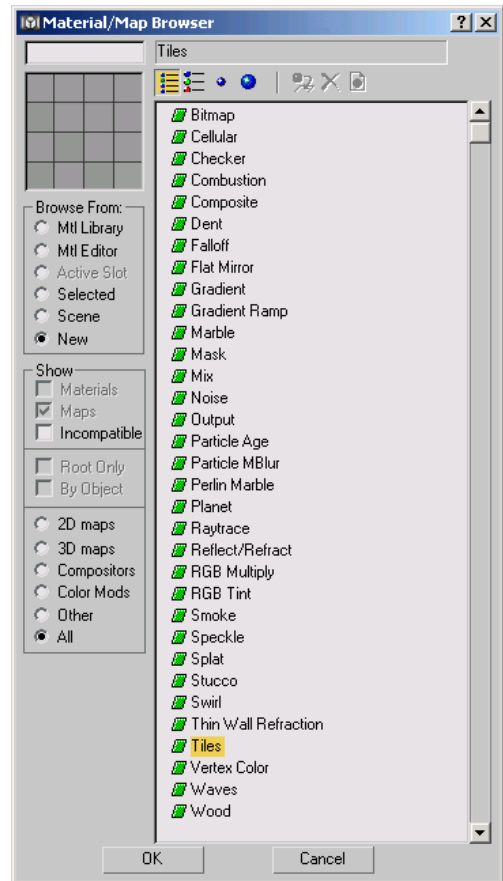 Material/Map Browser
Tiles
Browse From:
Mtl Library
Mtl Editor
Active Slot
Selected
Scene
New
Show
Materials
Maps
Incompatible
Root Only
By Object
2D maps
3D maps
Compositors
Color Mods
Other
All
Bitmap
Cellular
Checker
Combustion
Composite
Dent
Falloff
Flat Mirror
Gradient
Gradient Ramp
Marble
Mask
Mix
Noise
Output
Particle Age
Particle MBlur
Perlin Marble
Planet
Raytrace
Reflect/Refract
RGB Multiply
RGB Tint
Smoke
Speckle
Splat
Stucco
Swirl
Thin Wall Refraction
Tiles
Vertex Color
Waves
Wood
OK
Cancel